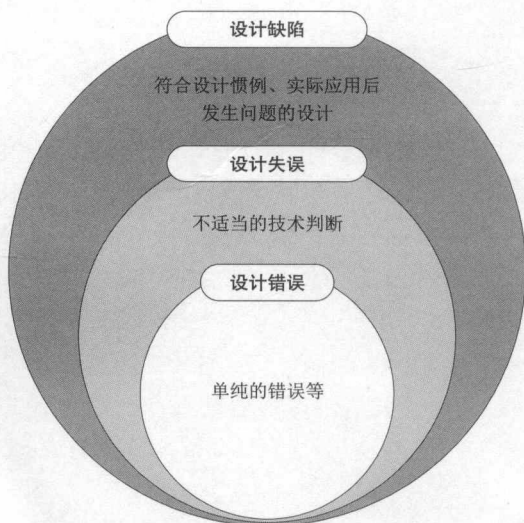 设计缺陷
符合设计惯例、实际应用后
发生问题的设计
设计失误
不适当的技术判断
设计错误
单纯的错误等